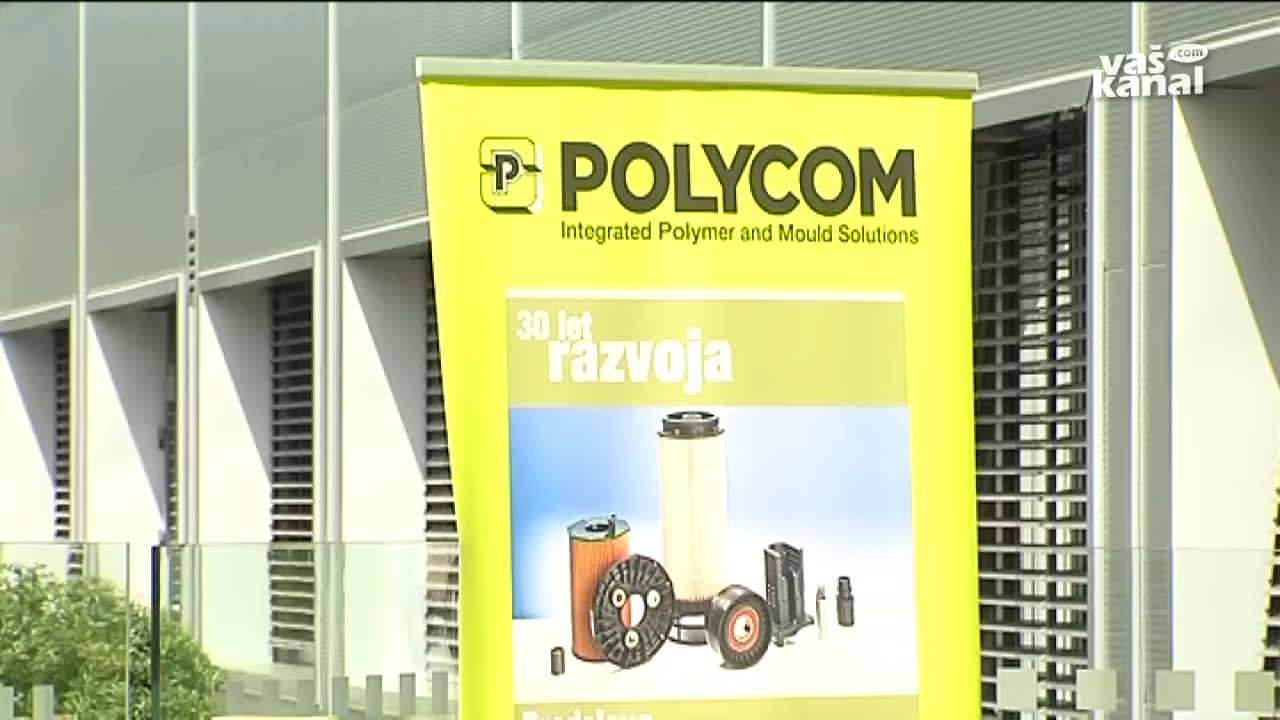 vaš
.com
kanal
P
POLYCOM
Integrated Polymer and Mould Solutions
30 let
razvoja